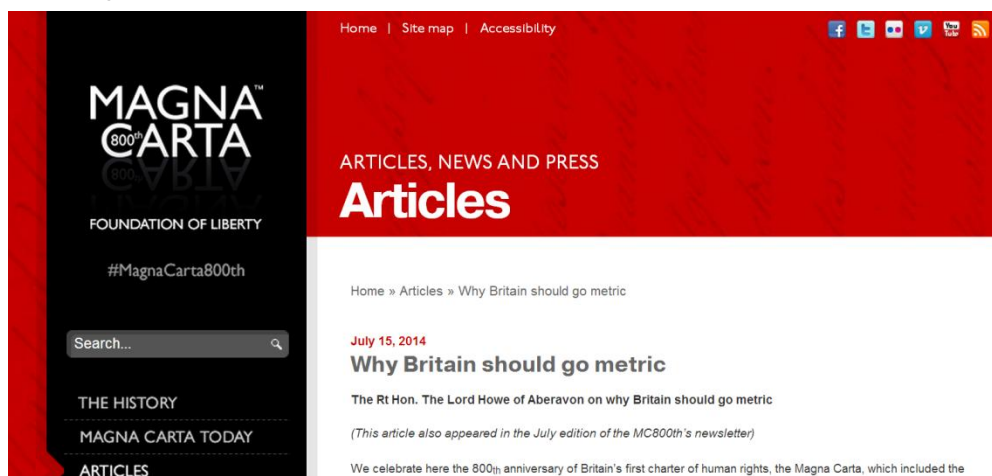 Home | Site map | Accessibility
You
Tube
MAGNA™
800th CARTA
FOUNDATION OF LIBERTY
#MagnaCarta800th
Search...
THE HISTORY
MAGNA CARTA TODAY
ARTICLES
ARTICLES, NEWS AND PRESS
Articles
Home » Articles » Why Britain should go metric
July 15, 2014
Why Britain should go metric
The Rt Hon. The Lord Howe of Aberavon on why Britain should go metric
(This article also appeared in the July edition of the MC800th's newsletter)
We celebrate here the 800th anniversary of Britain's first charter of human rights, the Magna Carta, which included the